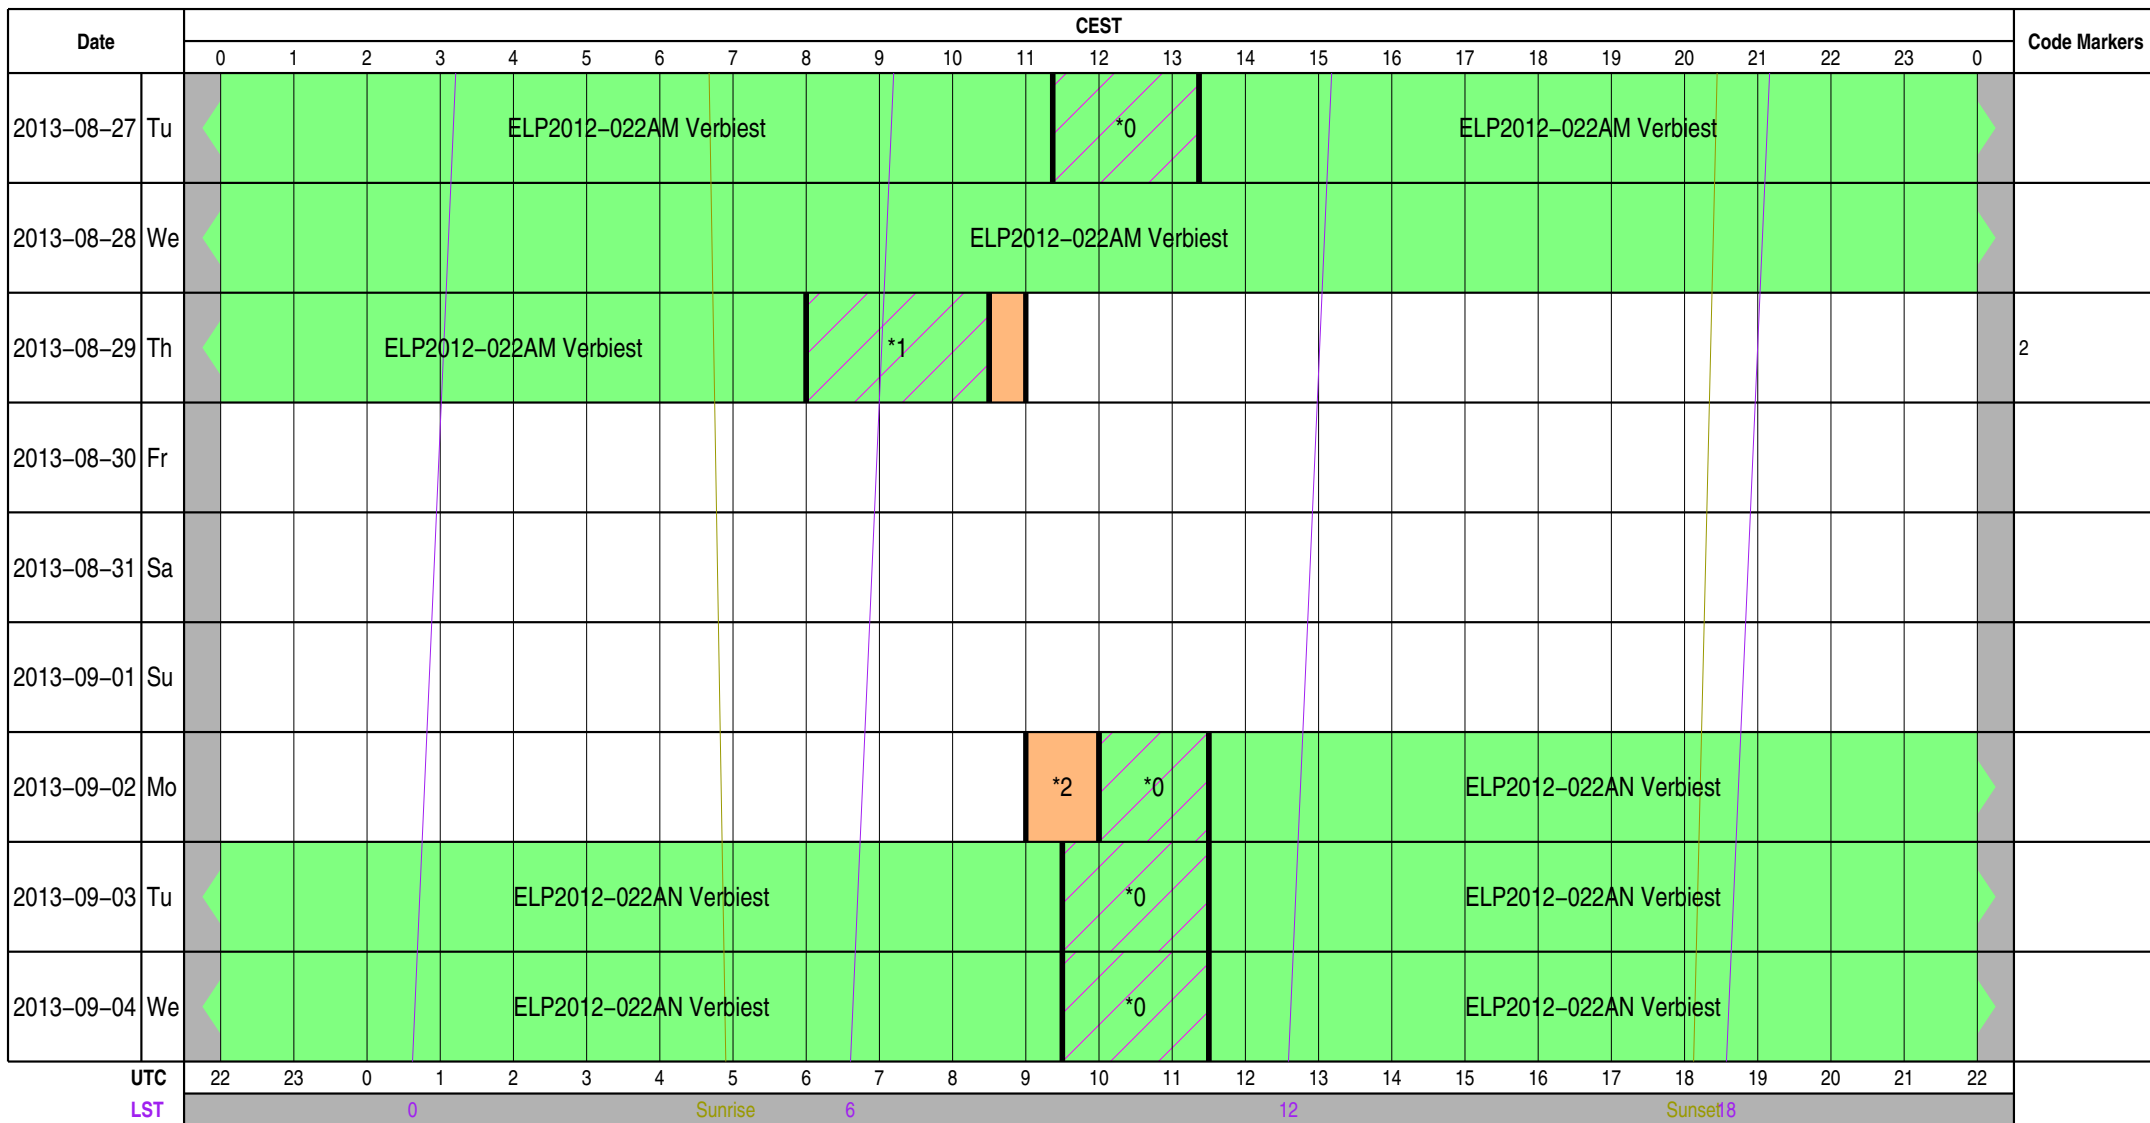 Date CEST Code Markers
0 1 2 3 4 5 6 7 8 9 10 11 12 13 14 15 16 17 18 19 20 21 22 23 0
2013−08−27 Tu ELP2012−022AM Verbiest *0 ELP2012−022AM Verbiest
2013−08−28 We ELP2012−022AM Verbiest
2013−08−29 Th ELP2012−022AM Verbiest *1 2
2013−08−30 Fr
2013−08−31 Sa
2013−09−01 Su
2013−09−02 Mo *2 *0 ELP2012−022AN Verbiest
2013−09−03 Tu ELP2012−022AN Verbiest *0 ELP2012−022AN Verbiest
2013−09−04 We ELP2012−022AN Verbiest *0 ELP2012−022AN Verbiest
UTC 22 23 0 1 2 3 4 5 6 7 8 9 10 11 12 13 14 15 16 17 18 19 20 21 22
LST 0 Sunrise 6 12 Sunset 18